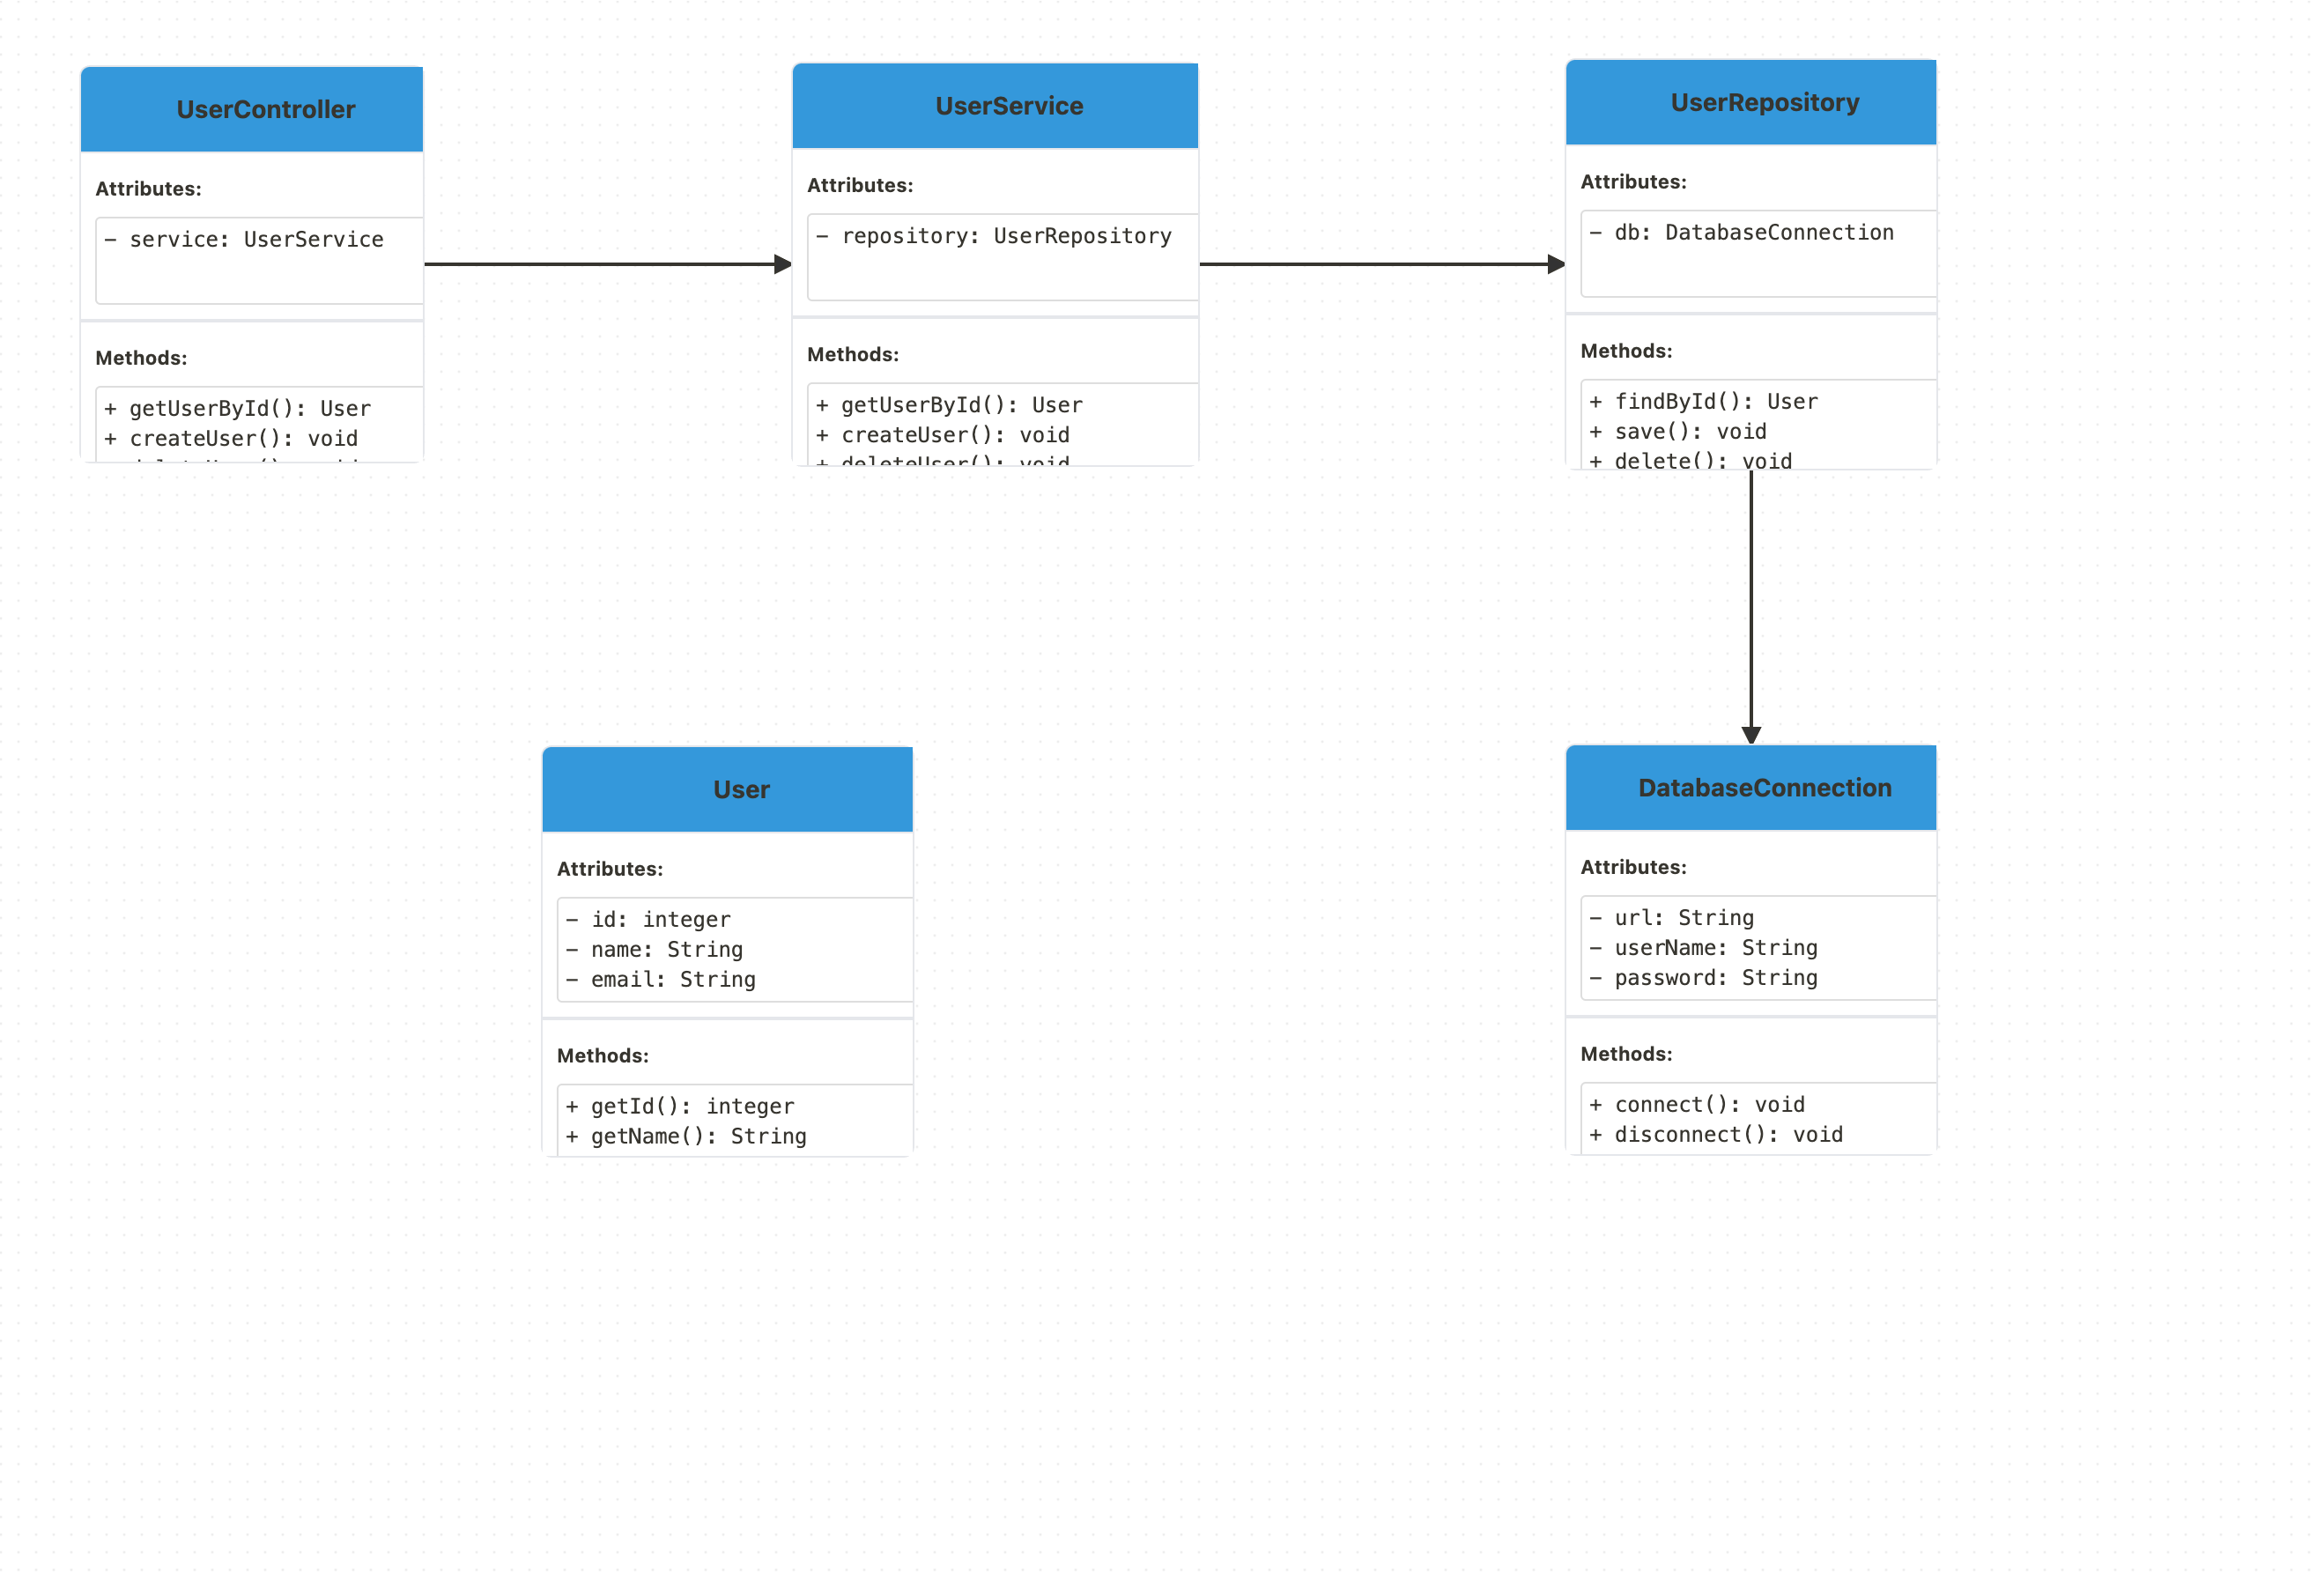 UserController
Attributes:
− service: UserService
Methods:
+ getUserById(): User
+ createUser(): void
UserService
Attributes:
− repository: UserRepository
Methods:
+ getUserById(): User
+ createUser(): void
+ deleteUser(): void
UserRepository
Attributes:
− db: DatabaseConnection
Methods:
+ findById(): User
+ save(): void
+ delete(): void
User
Attributes:
− id: integer
− name: String
− email: String
Methods:
+ getId(): integer
+ getName(): String
DatabaseConnection
Attributes:
− url: String
− userName: String
− password: String
Methods:
+ connect(): void
+ disconnect(): void